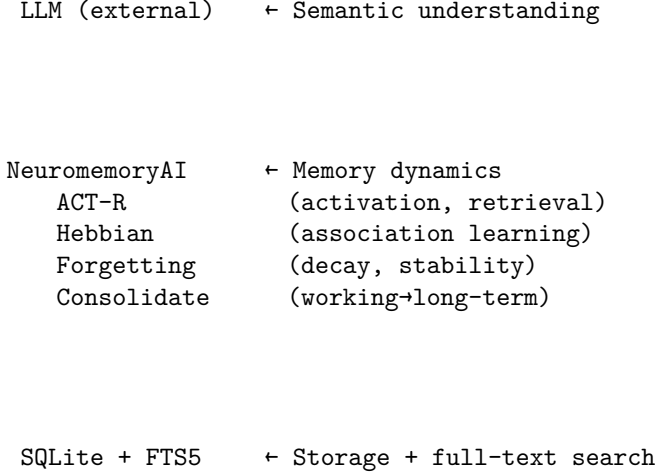 LLM (external) ← Semantic understanding
NeuromemoryAI ← Memory dynamics
ACT-R (activation, retrieval)
Hebbian (association learning)
Forgetting (decay, stability)
Consolidate (working→long-term)
SQLite + FTS5 ← Storage + full-text search